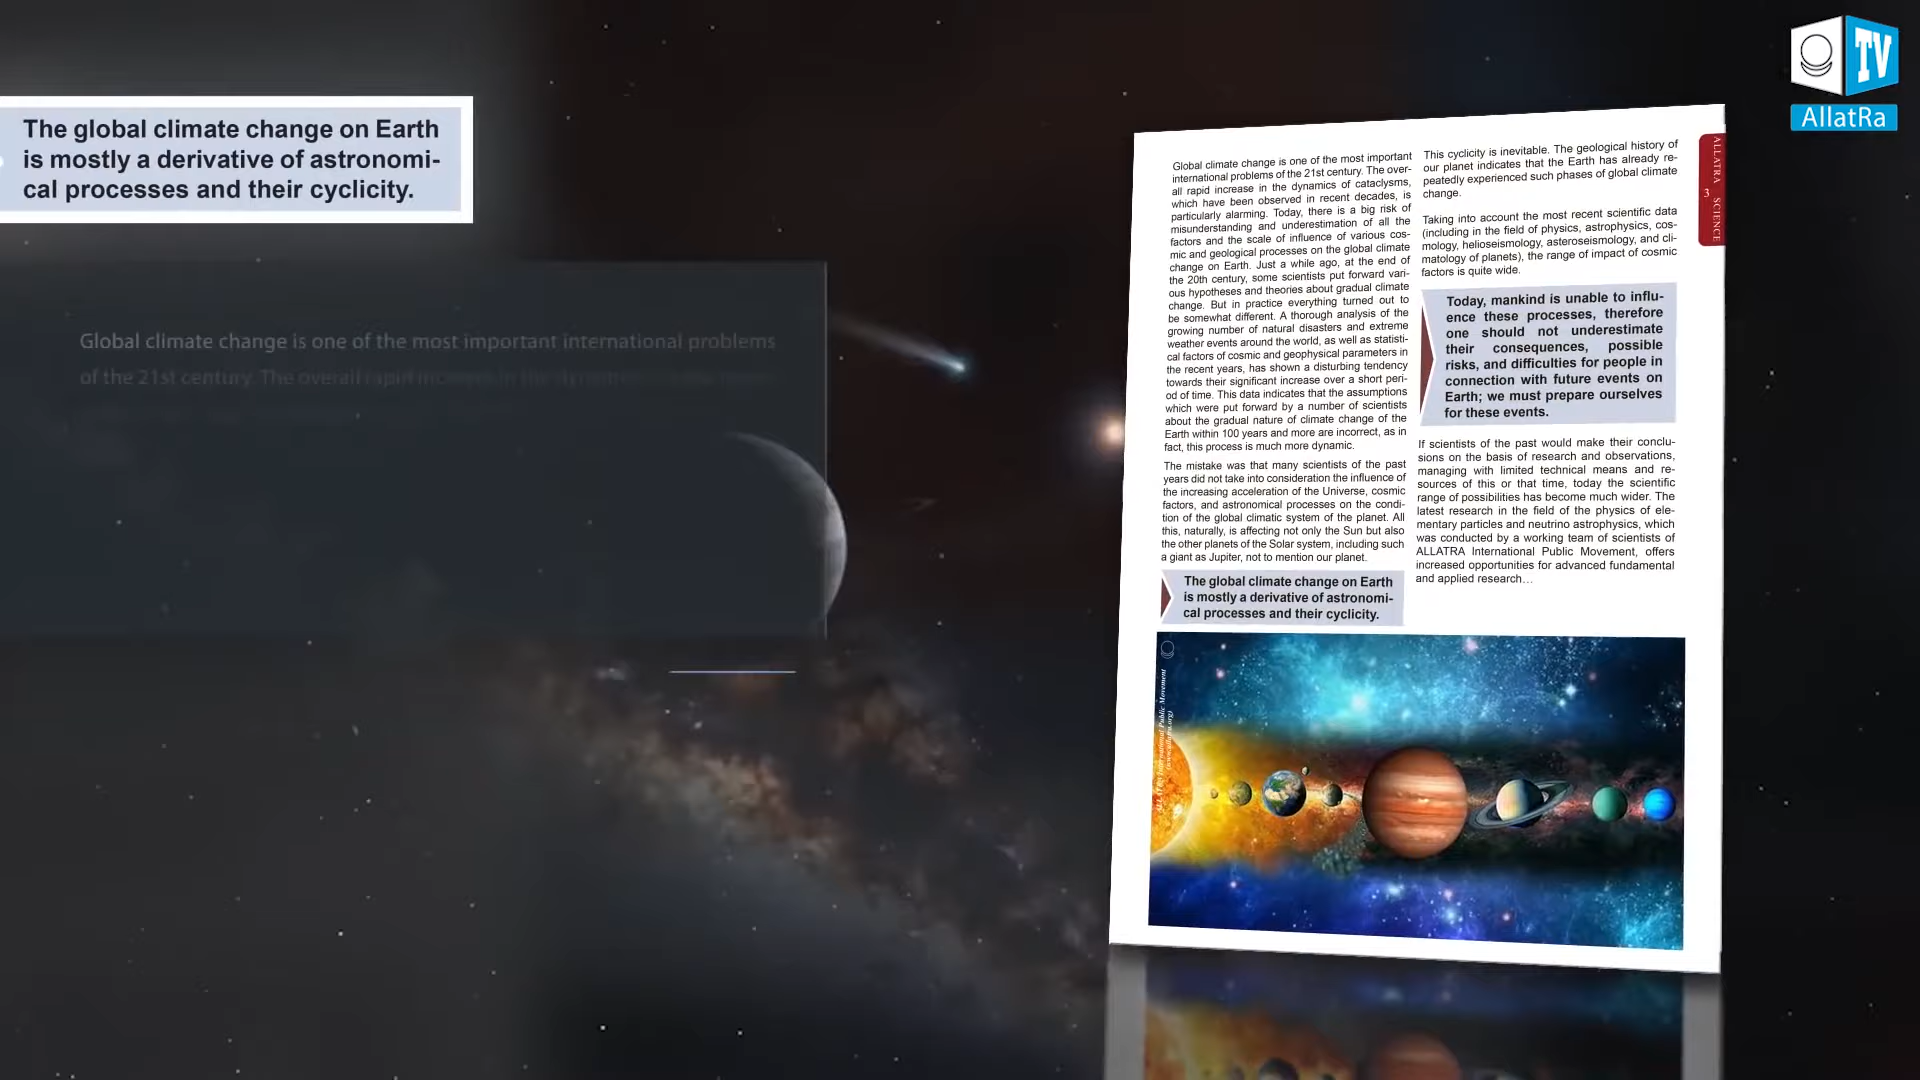 The global climate change on Earth
is mostly a derivative of astronomi-
cal processes and their cyclicity.
Global climate change is one of the most important international problems
of the 21st century. The overall rapid increase in the
TV
AllatRa
Global climate change is one of the most important
international problems of the 21st century. The over-
all rapid increase in the dynamics of cataclysms,
which have been observed in recent decades, is
particularly alarming. Today, there is a big risk of
misunderstanding and underestimation of all the
factors and the scale of influence of various cos-
mic and geological processes on the global climate
change on Earth. Just a while ago, at the end of
the 20th century, some scientists put forward vari-
ous hypotheses and theories about gradual climate
change. But in practice everything turned out to
be somewhat different. A thorough analysis of the
growing number of natural disasters and extreme
weather events around the world, as well as statisti-
cal factors of cosmic and geophysical parameters in
the recent years, has shown a disturbing tendency
towards their significant increase over a short peri-
od of time. This data indicates that the assumptions
which were put forward by a number of scientists
about the gradual nature of climate change of the
Earth within 100 years and more are incorrect, as in
fact, this process is much more dynamic.
The mistake was that many scientists of the past
years did not take into consideration the influence of
the increasing acceleration of the Universe, cosmic
factors, and astronomical processes on the condi-
tion of the global climatic system of the planet. All
this, naturally, is affecting not only the Sun but also
the other planets of the Solar system, including such
a giant as Jupiter, not to mention our planet.
The global climate change on Earth
is mostly a derivative of astronomi-
cal processes and their cyclicity.
This cyclicity is inevitable. The geological history of
our planet indicates that the Earth has already re-
peatedly experienced such phases of global climate
change.
Taking into account the most recent scientific data
(including in the field of physics, astrophysics, cos-
mology, helioseismology, asteroseismology, and cli-
matology of planets), the range of impact of cosmic
factors is quite wide.
Today, mankind is unable to influ-
ence these processes, therefore
one should not underestimate
their consequences, possible
risks, and difficulties for people in
connection with future events on
Earth; we must prepare ourselves
for these events.
If scientists of the past would make their conclu-
sions on the basis of research and observations,
managing with limited technical means and re-
sources of this or that time, today the scientific
range of possibilities has become much wider. The
latest research in the field of the physics of ele-
mentary particles and neutrino astrophysics, which
was conducted by a working team of scientists of
ALLATRA International Public Movement, offers
increased opportunities for advanced fundamental
and applied research…
ALLATRA SCIENCE
3
ALLATRA International Public Movement
(www.allatra.org)